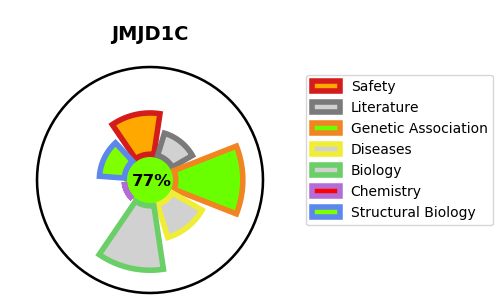 JMJD1C
77%
Safety
Literature
Genetic Association
Diseases
Biology
Chemistry
Structural Biology